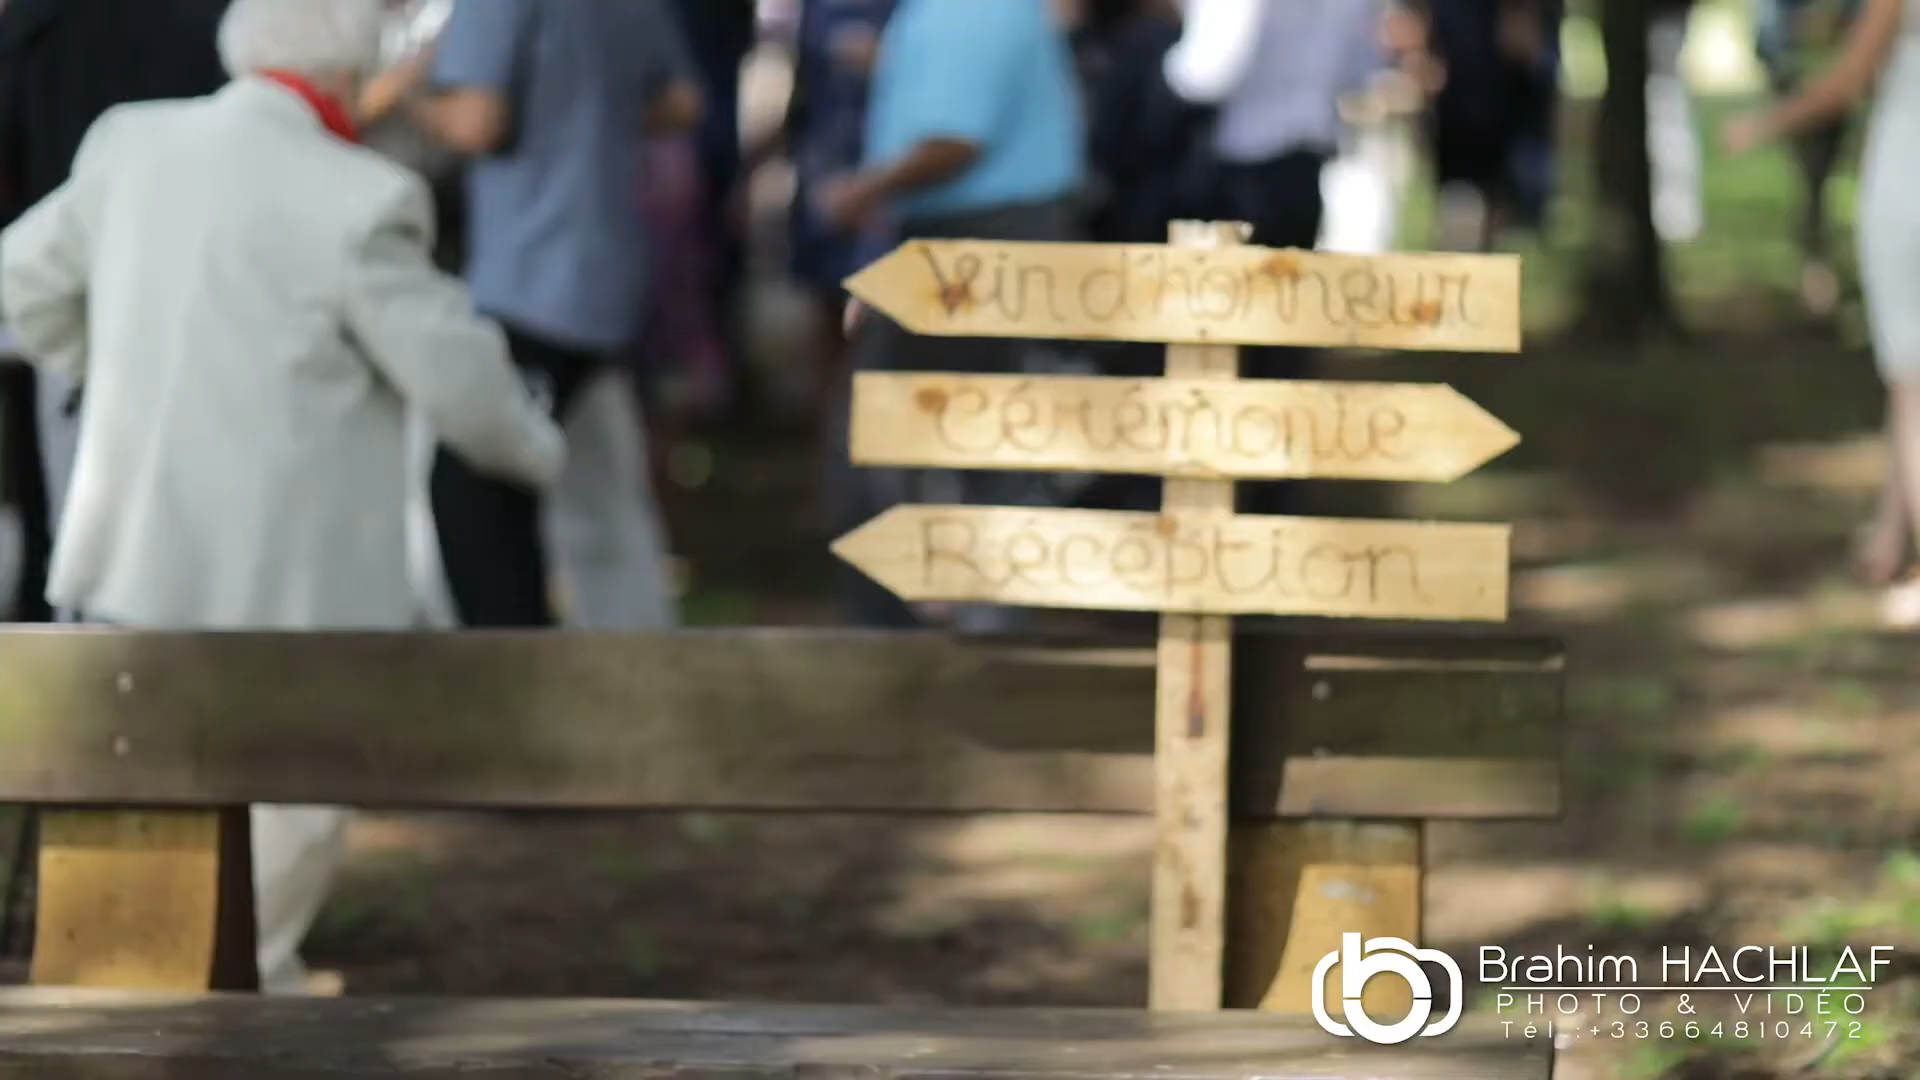 Vin d'honneur
Cérémonie
Réception
Brahim HACHLAF
PHOTO & VIDÉO
Tél.:+33664810472